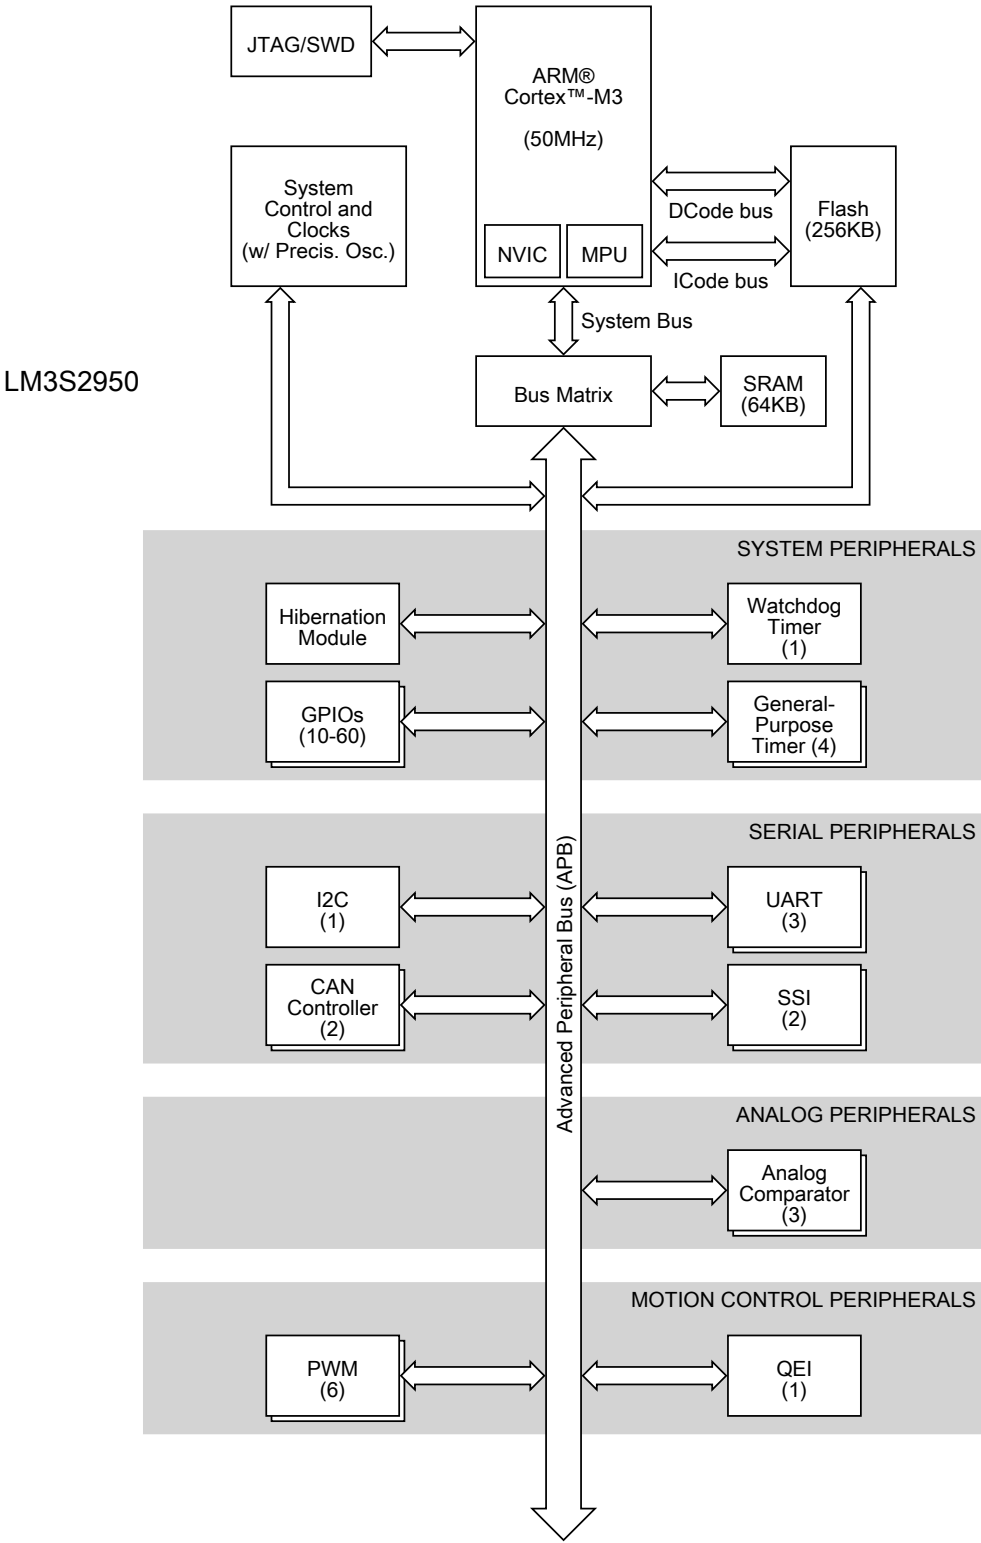 JTAG/SWD
ARM®
Cortex™-M3
(50MHz)
NVIC
MPU
System
Control and
Clocks
(w/ Precis. Osc.)
DCode bus
ICode bus
Flash
(256KB)
System Bus
LM3S2950
Bus Matrix
SRAM
(64KB)
SYSTEM PERIPHERALS
Hibernation
Module
Watchdog
Timer
(1)
GPIOs
(10-60)
General-
Purpose
Timer (4)
Advanced Peripheral Bus (APB)
SERIAL PERIPHERALS
I2C
(1)
UART
(3)
CAN
Controller
(2)
SSI
(2)
ANALOG PERIPHERALS
Analog
Comparator
(3)
MOTION CONTROL PERIPHERALS
PWM
(6)
QEI
(1)